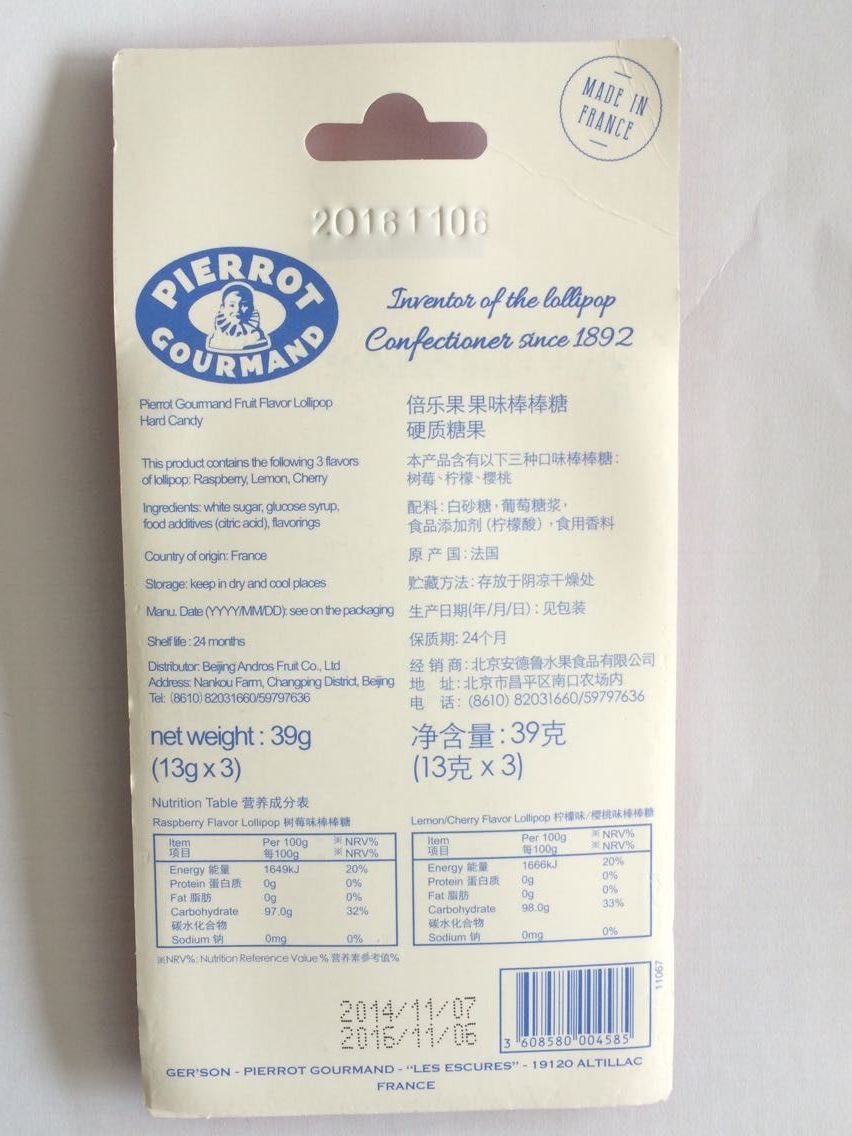 MADE IN
FRANCE
20161106
PIERROT
GOURMAND
Inventor of the lollipop
Confectioner since 1892
Pierrot Gourmand Fruit Flavor Lollipop
Hard Candy
This product contains the following 3 flavors
of lollipop: Raspberry, Lemon, Cherry
Ingredients: white sugar, glucose syrup,
food additives (citric acid), flavorings
Country of origin: France
Storage: keep in dry and cool places
Manu. Date (YYYY/MM/DD): see on the packaging
Shelf life : 24 months
Distributor: Beijing Andros Fruit Co., Ltd
Address: Nankou Farm, Changping District, Beijing
Tel: (8610) 82031660/59797636
net weight : 39g
(13g x 3)
倍乐果果味棒棒糖
硬质糖果
本产品含有以下三种口味棒棒糖：
树莓、柠檬、樱桃
配料：白砂糖，葡萄糖浆，
食品添加剂 (柠檬酸)，食用香料
原 产 国：法国
贮藏方法：存放于阴凉干燥处
生产日期(年/月/日)：见包装
保质期: 24个月
经 销 商：北京安德鲁水果食品有限公司
地 址：北京市昌平区南口农场内
电 话：(8610) 82031660/59797636
净含量：39克
(13克 x 3)
Nutrition Table 营养成分表
Raspberry Flavor Lollipop 树莓味棒棒糖
Item Per 100g ※ NRV%
项目 每100g ※ NRV%
Energy 能量 1649kJ 20%
Protein 蛋白质 0g 0%
Fat 脂肪 0g 0%
Carbohydrate 97.0g 32%
碳水化合物
Sodium 钠 0mg 0%
※NRV%: Nutrition Reference Value % 营养素参考值%
Lemon/Cherry Flavor Lollipop 柠檬味/樱桃味棒棒糖
Item Per 100g ※ NRV%
项目 每100g ※ NRV%
Energy 能量 1666kJ 20%
Protein 蛋白质 0g 0%
Fat 脂肪 0g 0%
Carbohydrate 98.0g 33%
碳水化合物
Sodium 钠 0mg 0%
2014/11/07
2016/11/06
11067
3 608580 004585
GER'SON - PIERROT GOURMAND - "LES ESCURES" - 19120 ALTILLAC
FRANCE